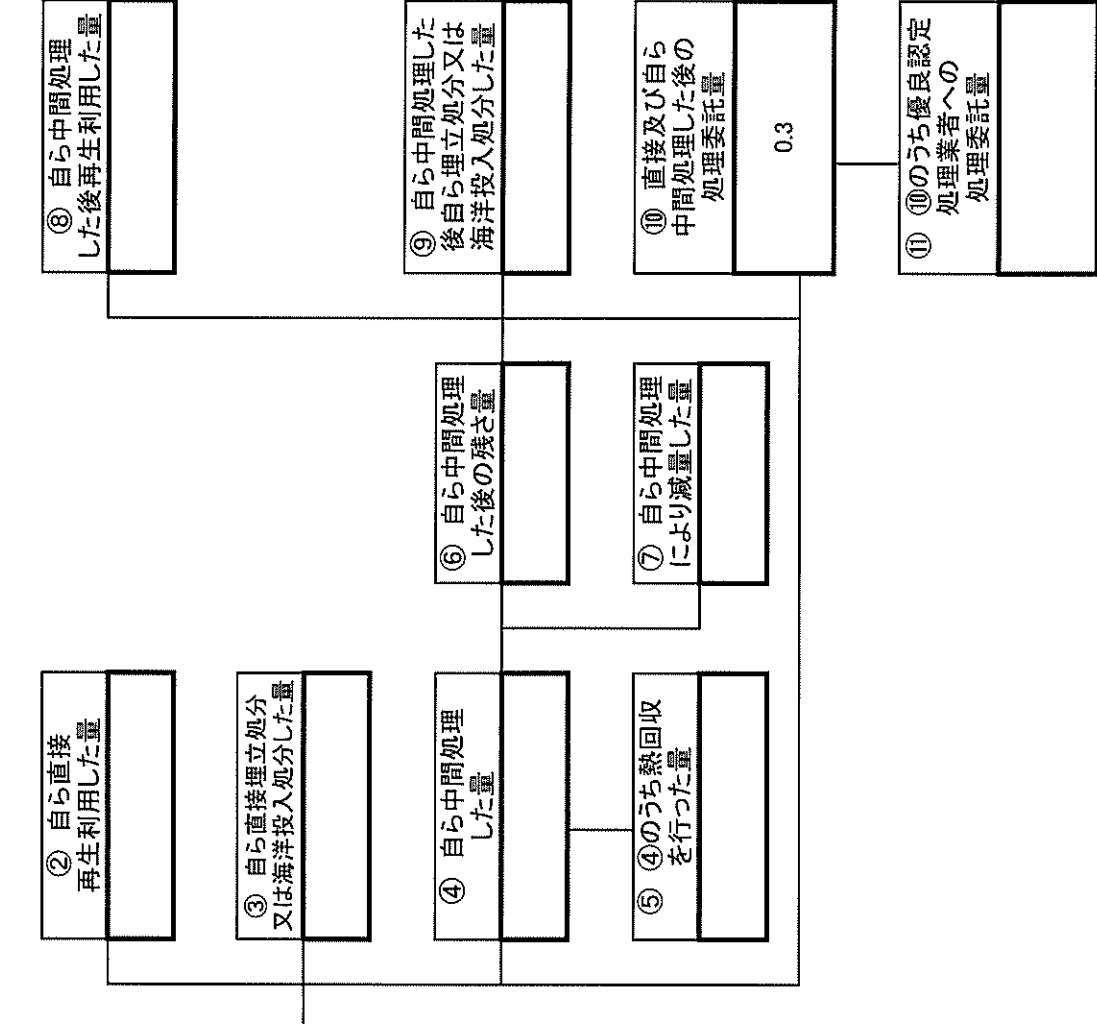 ② 自ら直接
再生利用した量
③ 自ら直接埋立処分
又は海洋投入処分した量
④ 自ら中間処理
した量
⑤ ④のうち熱回収
を行った量
⑥ 自ら中間処理
した後の残さ量
⑦ 自ら中間処理
により減量した量
⑧ 自ら中間処理
した後再生利用した量
⑨ 自ら中間処理した
後自ら埋立処分又は
海洋投入処分した量
⑩ 直接及び自ら
中間処理した後の
処理委託量
0.3
⑪ ⑩のうち優良認定
処理業者への
処理委託量